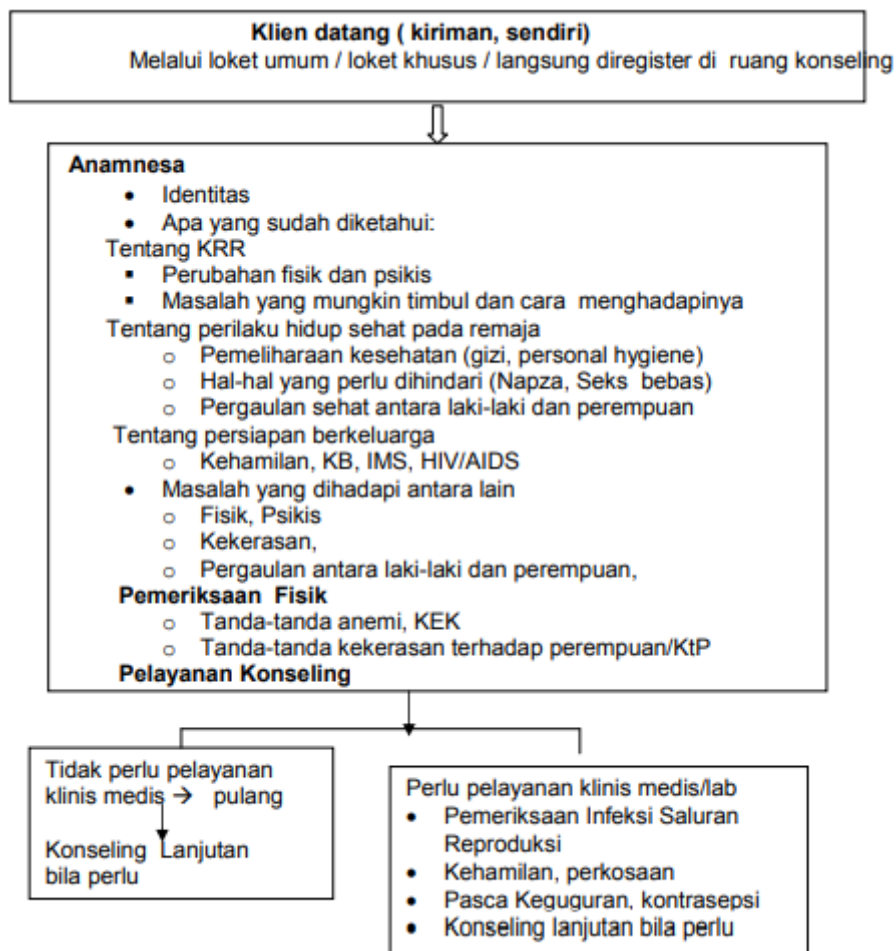 Klien datang ( kiriman, sendiri)
Melalui loket umum / loket khusus / langsung diregister di ruang konseling
Anamnesa
• Identitas
• Apa yang sudah diketahui:
Tentang KRR
▪ Perubahan fisik dan psikis
▪ Masalah yang mungkin timbul dan cara menghadapinya
Tentang perilaku hidup sehat pada remaja
o Pemeliharaan kesehatan (gizi, personal hygiene)
o Hal-hal yang perlu dihindari (Napza, Seks bebas)
o Pergaulan sehat antara laki-laki dan perempuan
Tentang persiapan berkeluarga
o Kehamilan, KB, IMS, HIV/AIDS
• Masalah yang dihadapi antara lain
o Fisik, Psikis
o Kekerasan,
o Pergaulan antara laki-laki dan perempuan,
Pemeriksaan Fisik
o Tanda-tanda anemi, KEK
o Tanda-tanda kekerasan terhadap perempuan/KtP
Pelayanan Konseling
Tidak perlu pelayanan
klinis medis → pulang
Konseling Lanjutan
bila perlu
Perlu pelayanan klinis medis/lab
• Pemeriksaan Infeksi Saluran
Reproduksi
• Kehamilan, perkosaan
• Pasca Keguguran, kontrasepsi
• Konseling lanjutan bila perlu